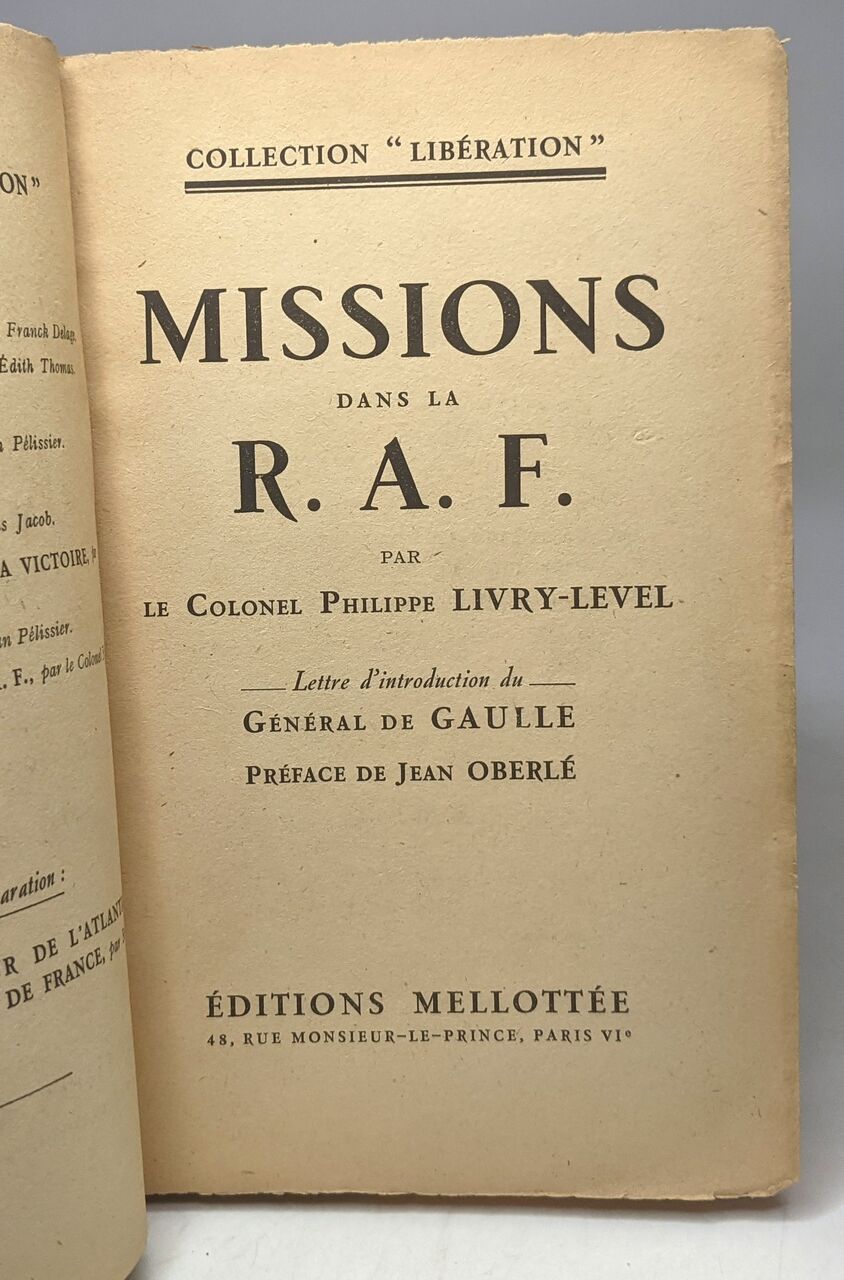 ON"
Franck Delage,
Édith Thomas.
Pélissier.
Jacob.
A VICTOIRE,
Pélissier.
F., par le Colonel
aration :
R DE L'ATLANT
DE FRANCE, par
COLLECTION "LIBÉRATION"
MISSIONS
DANS LA
R. A. F.
PAR
LE COLONEL PHILIPPE LIVRY-LEVEL
Lettre d'introduction du
GÉNÉRAL DE GAULLE
PRÉFACE DE JEAN OBERLÉ
ÉDITIONS MELLOTTÉE
48, RUE MONSIEUR-LE-PRINCE, PARIS VIe